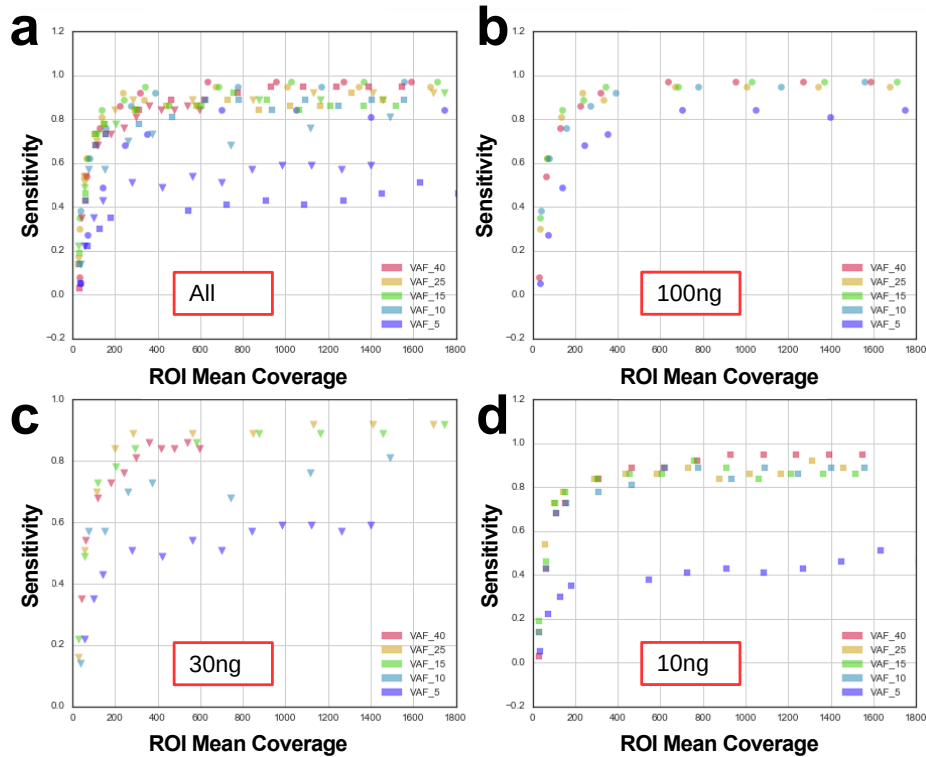 a
1.2
1.0
0.8
0.6
0.4
0.2
0.0
−0.2
Sensitivity
All
VAF_40
VAF_25
VAF_15
VAF_10
VAF_5
0 200 400 600 800 1000 1200 1400 1600 1800
ROI Mean Coverage
b
1.2
1.0
0.8
0.6
0.4
0.2
0.0
−0.2
Sensitivity
100ng
VAF_40
VAF_25
VAF_15
VAF_10
VAF_5
0 200 400 600 800 1000 1200 1400 1600 1800
ROI Mean Coverage
c
1.0
0.8
0.6
0.4
0.2
0.0
Sensitivity
30ng
VAF_40
VAF_25
VAF_15
VAF_10
VAF_5
0 200 400 600 800 1000 1200 1400 1600 1800
ROI Mean Coverage
d
1.2
1.0
0.8
0.6
0.4
0.2
0.0
−0.2
Sensitivity
10ng
VAF_40
VAF_25
VAF_15
VAF_10
VAF_5
0 200 400 600 800 1000 1200 1400 1600 1800
ROI Mean Coverage